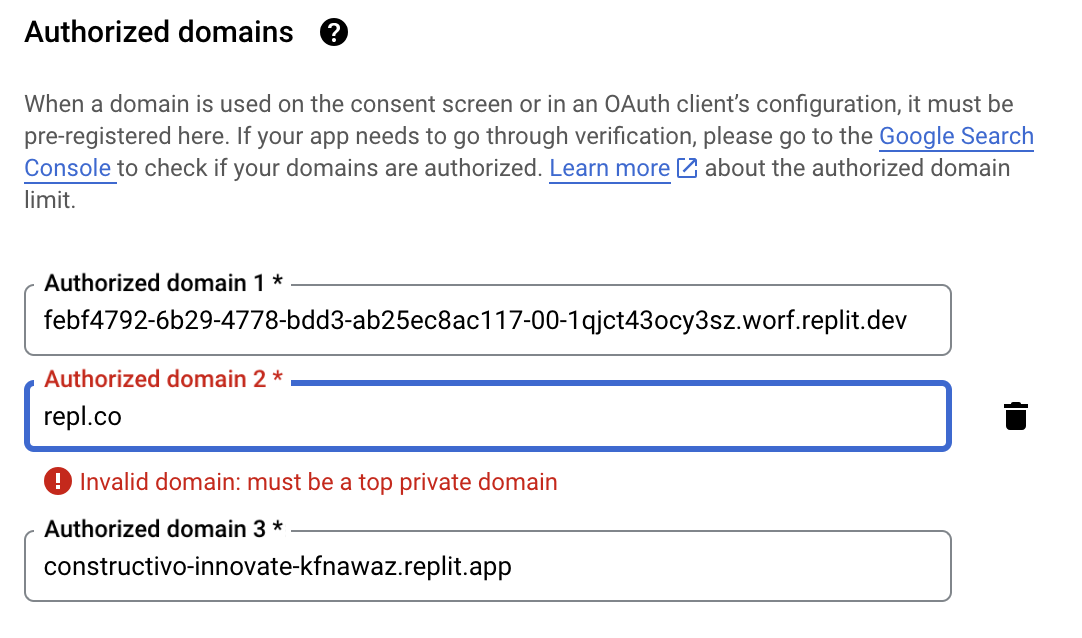 Authorized domains ?
When a domain is used on the consent screen or in an OAuth client’s configuration, it must be
pre-registered here. If your app needs to go through verification, please go to the Google Search
Console to check if your domains are authorized. Learn more about the authorized domain
limit.
Authorized domain 1 *
febf4792-6b29-4778-bdd3-ab25ec8ac117-00-1qjct43ocy3sz.worf.replit.dev
Authorized domain 2 *
repl.co
! Invalid domain: must be a top private domain
Authorized domain 3 *
constructivo-innovate-kfnawaz.replit.app